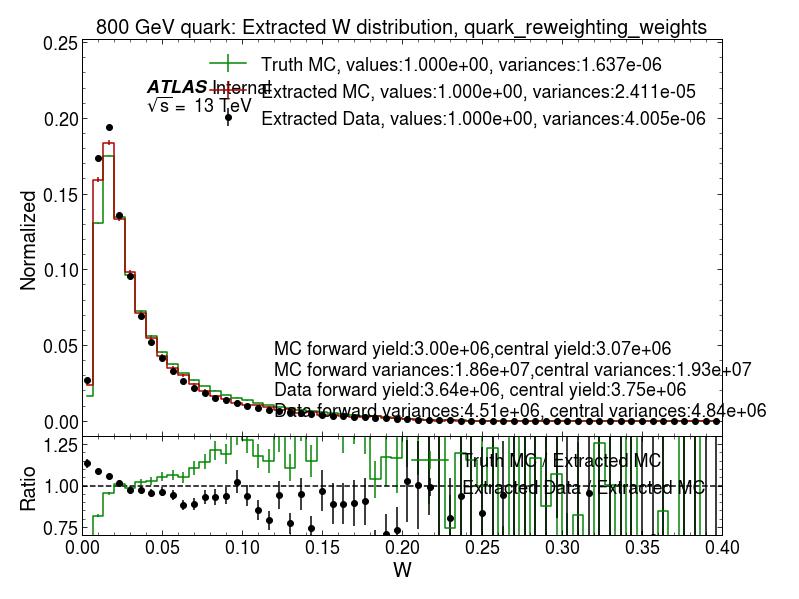 800 GeV quark: Extracted W distribution, quark_reweighting_weights
0.25
0.20
0.15
0.10
0.05
0.00
Normalized
Truth MC, values:1.000e+00, variances:1.637e-06
Extracted MC, values:1.000e+00, variances:2.411e-05
Extracted Data, values:1.000e+00, variances:4.005e-06
ATLAS Internal
√s = 13 TeV
MC forward yield:3.00e+06,central yield:3.07e+06
MC forward variances:1.86e+07,central variances:1.93e+07
Data forward yield:3.64e+06, central yield:3.75e+06
Data forward variances:4.51e+06, central variances:4.84e+06
1.25
1.00
0.75
Ratio
Truth MC / Extracted MC
Extracted Data / Extracted MC
0.00 0.05 0.10 0.15 0.20 0.25 0.30 0.35 0.40
W